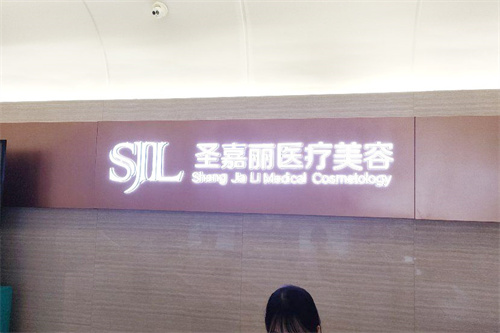 SJL 圣嘉丽医疗美容
Sheng Jia Li Medical Cosmetology